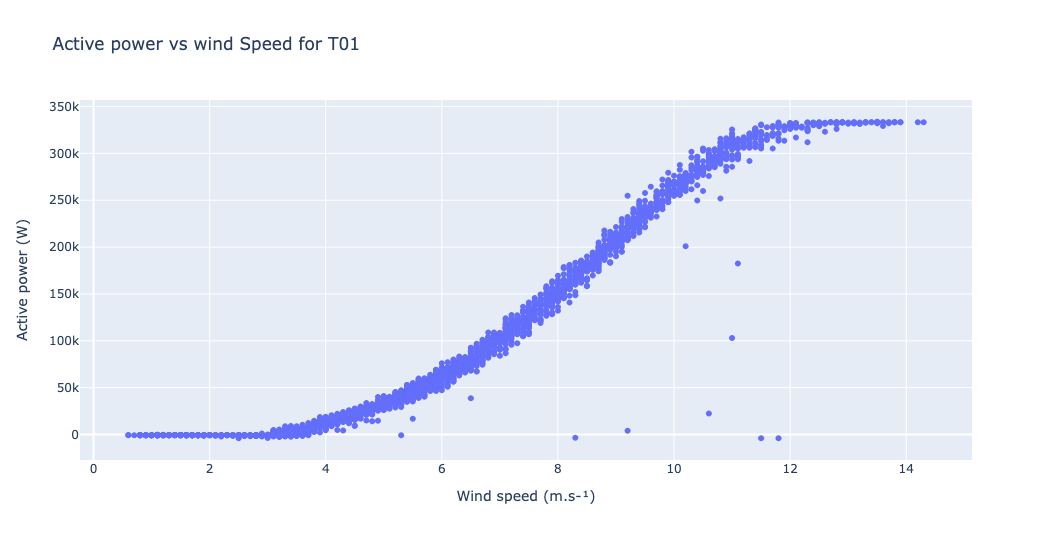 Active power vs wind Speed for T01
350k
300k
250k
200k
150k
100k
50k
0
Active power (W)
0 2 4 6 8 10 12 14
Wind speed (m.s-¹)